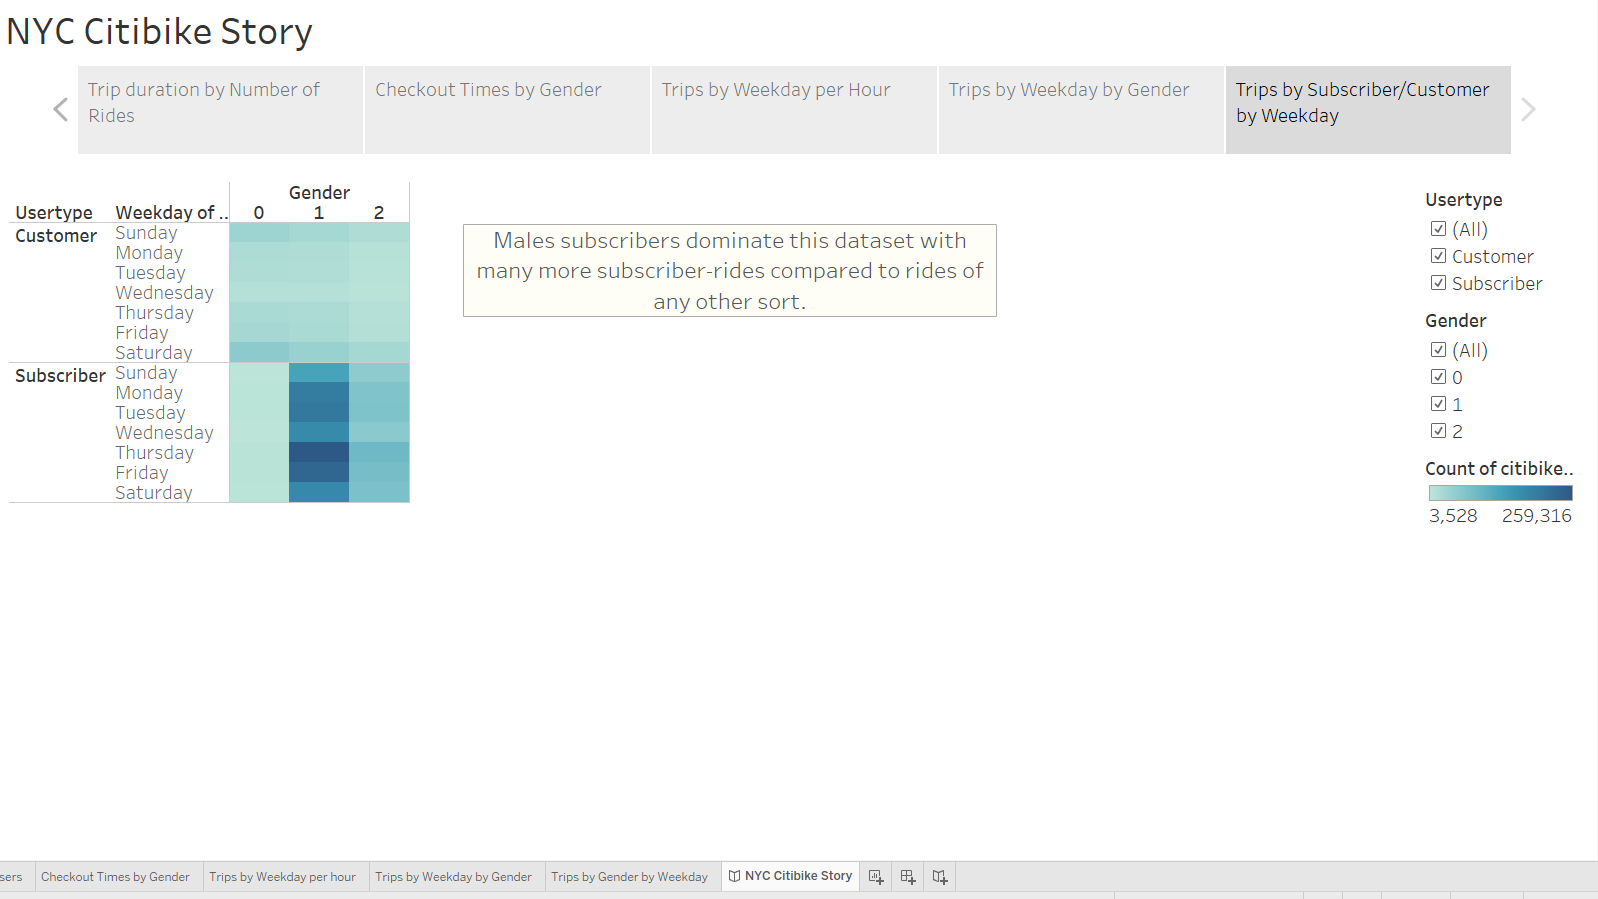 NYC Citibike Story
Trip duration by Number of
Rides
Checkout Times by Gender
Trips by Weekday per Hour
Trips by Weekday by Gender
Trips by Subscriber/Customer
by Weekday
Gender
Usertype Weekday of .. 0 1 2
Customer Sunday
Monday
Tuesday
Wednesday
Thursday
Friday
Saturday
Subscriber Sunday
Monday
Tuesday
Wednesday
Thursday
Friday
Saturday
Males subscribers dominate this dataset with
many more subscriber-rides compared to rides of
any other sort.
Usertype
(All)
Customer
Subscriber
Gender
(All)
0
1
2
Count of citibike..
3,528 259,316
sers Checkout Times by Gender Trips by Weekday per hour Trips by Weekday by Gender Trips by Gender by Weekday NYC Citibike Story